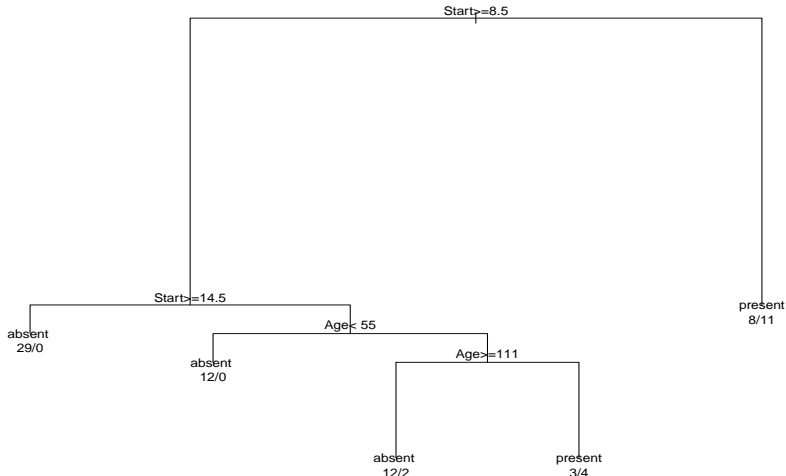 Start>=8.5
Start>=14.5
present
8/11
Age< 55
absent
29/0
Age>=111
absent
12/0
absent
12/2
present
3/4